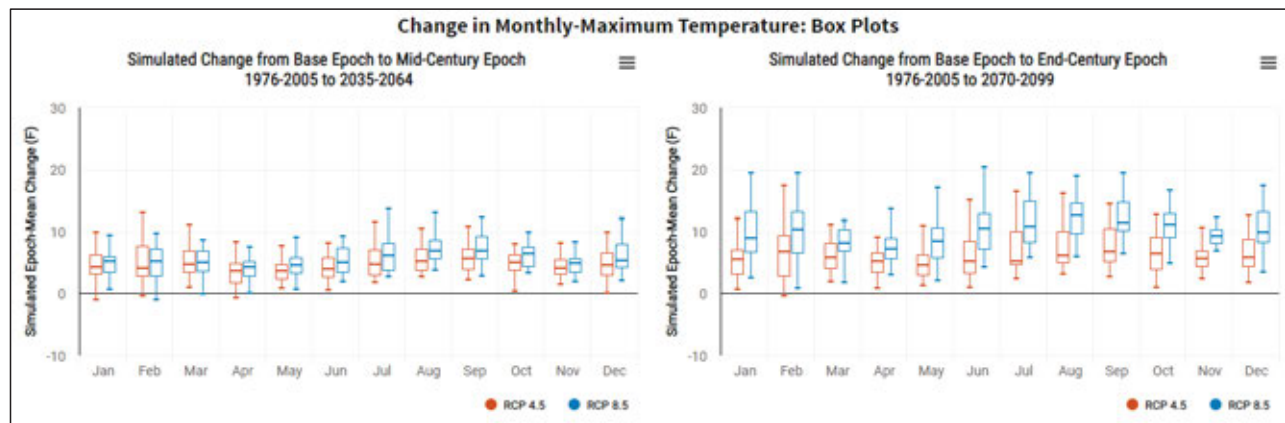 Change in Monthly-Maximum Temperature: Box Plots
Simulated Change from Base Epoch to Mid-Century Epoch
1976-2005 to 2035-2064
Simulated Epoch-Mean Change (F)
30
20
10
0
-10
Jan Feb Mar Apr May Jun Jul Aug Sep Oct Nov Dec
RCP 4.5 RCP 8.5
Simulated Change from Base Epoch to End-Century Epoch
1976-2005 to 2070-2099
Simulated Epoch-Mean Change (F)
30
20
10
0
-10
Jan Feb Mar Apr May Jun Jul Aug Sep Oct Nov Dec
RCP 4.5 RCP 8.5